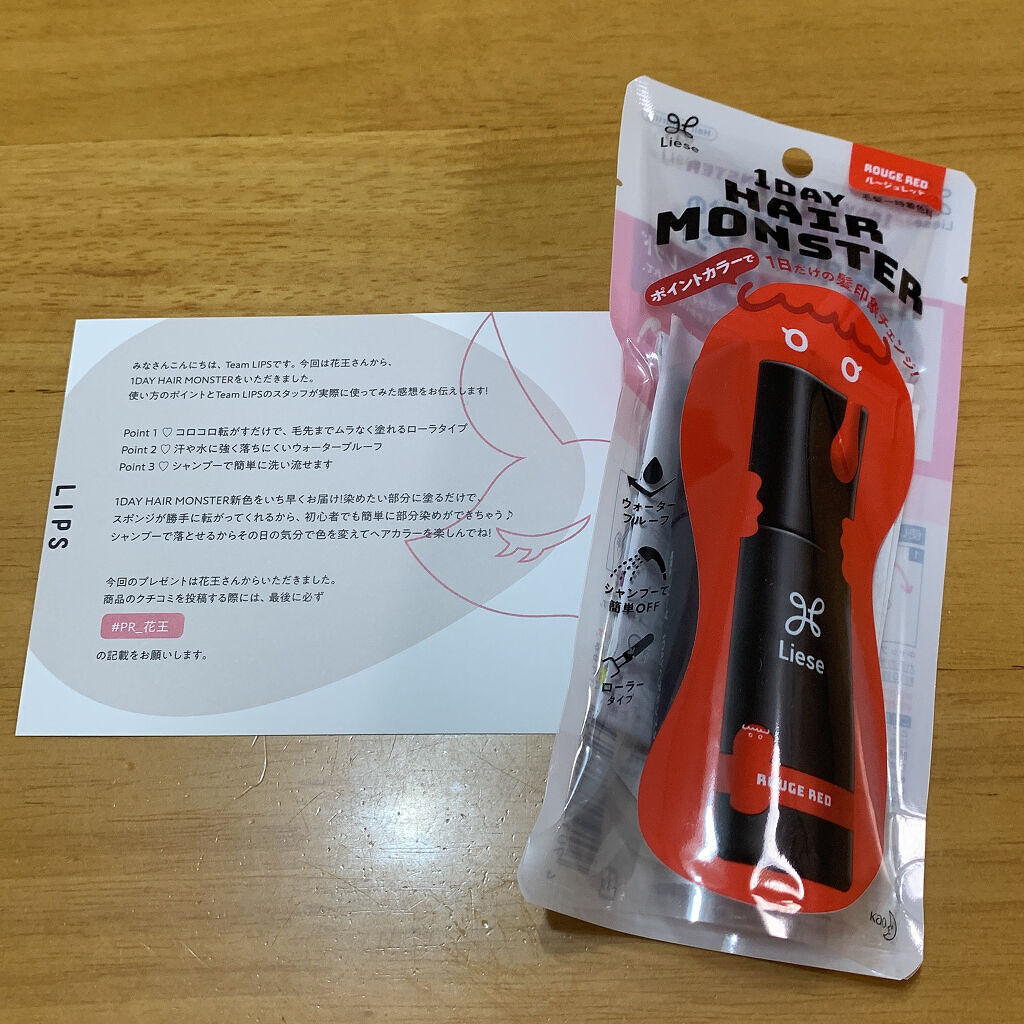 みなさんこんにちは、Team LIPSです。今回は花王さんから、
1DAY HAIR MONSTERをいただきました。
使い方のポイントとTeam LIPSのスタッフが実際に使ってみた感想をお伝えします!
Point 1 ♡ コロコロ転がすだけで、毛先までムラなく塗れるローラタイプ
Point 2 ♡ 汗や水に強く落ちにくいウォータープルーフ
Point 3 ♡ シャンプーで簡単に洗い流せます
1DAY HAIR MONSTER新色をいち早くお届け!染めたい部分に塗るだけで、
スポンジが勝手に転がってくれるから、初心者でも簡単に部分染めができちゃう♪
シャンプーで落とせるからその日の気分で色を変えてヘアカラーを楽しんでね!
今回のプレゼントは花王さんからいただきました。
商品のクチコミを投稿する際には、最後に必ず
#PR_花王
の記載をお願いします。
LIPS
Liese
ROUGE RED
ルージュレッド
1DAY
HAIR
MONSTER
ポイントカラーで
1日だけの髪印象チェンジ!
ウォーター
プルーフ
シャンプーで
簡単OFF
ローラー
タイプ
Liese
ROUGE RED
Kao